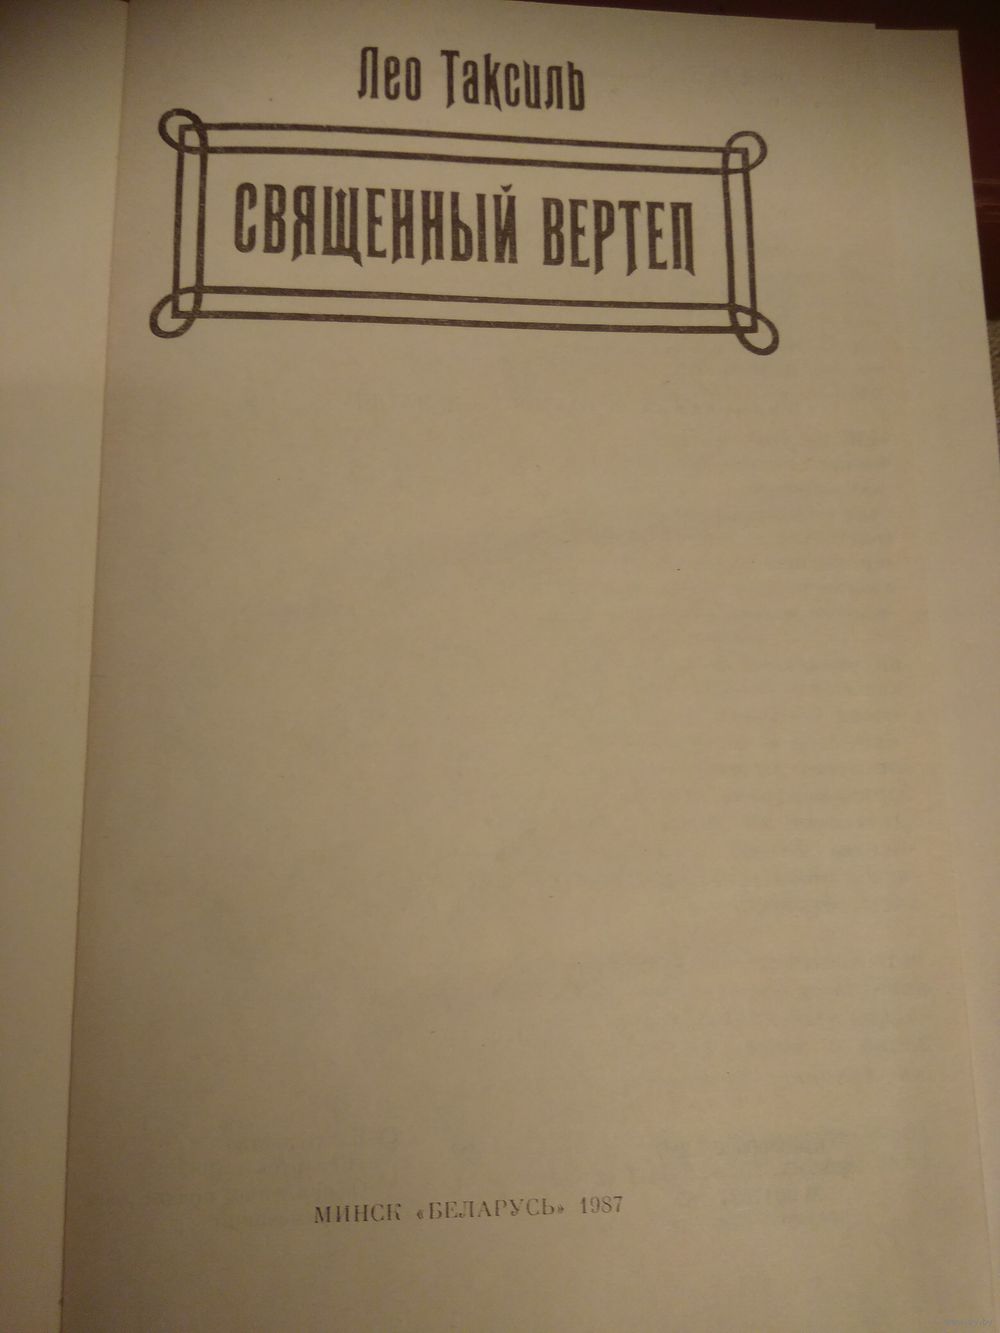 Лео Таксиль
СВЯЩЕННЫЙ ВЕРТЕП
МИНСК «БЕЛАРУСЬ» 1987